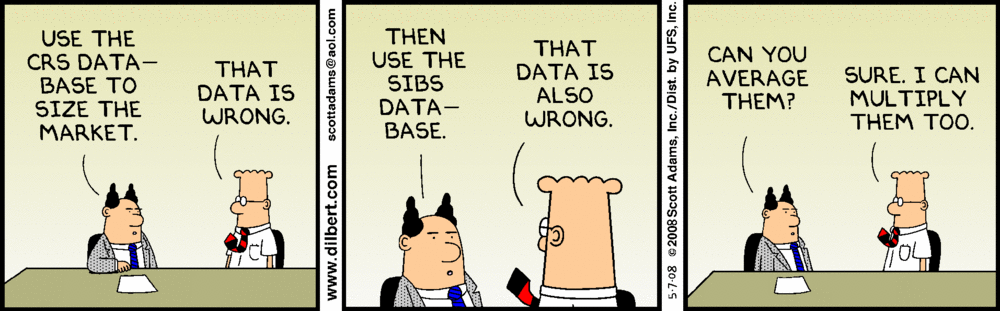 USE THE
CRS DATA-
BASE TO
SIZE THE
MARKET.
THAT
DATA IS
WRONG.
www.dilbert.com scottadams@aol.com
THEN
USE THE
SIBS
DATA-
BASE.
THAT
DATA IS
ALSO
WRONG.
5-7-08 ©2008 Scott Adams, Inc./Dist. by UFS, Inc.
CAN YOU
AVERAGE
THEM?
SURE. I CAN
MULTIPLY
THEM TOO.